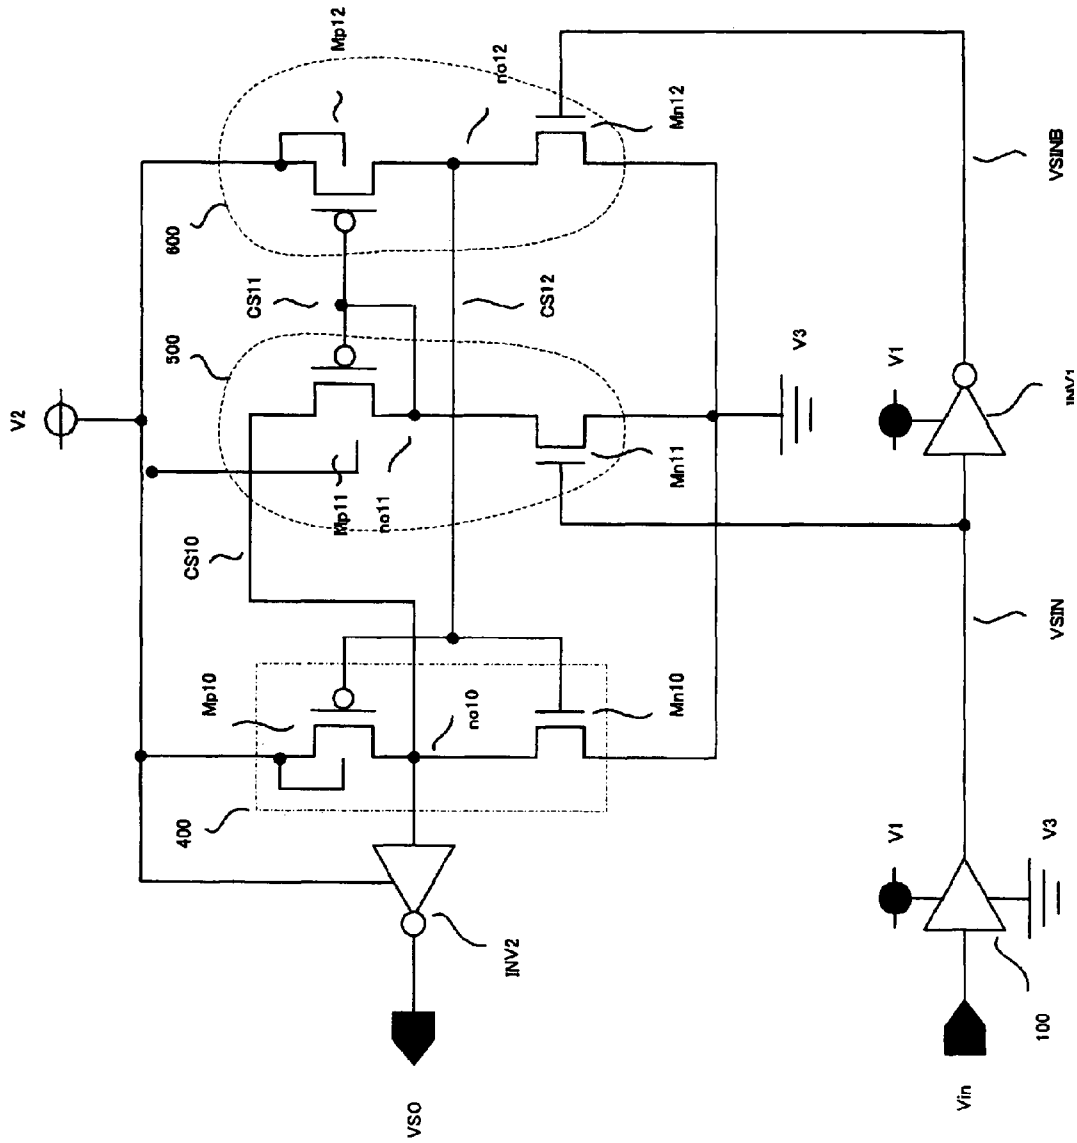 Mp12
no12
Mn12
VSINB
600
CS11
CS12
V1
INV1
500
V2
V3
Mp11
no11
Mn11
CS10
VSIN
Mp10
no10
Mn10
400
V1
V3
INV2
100
VSO
Vin